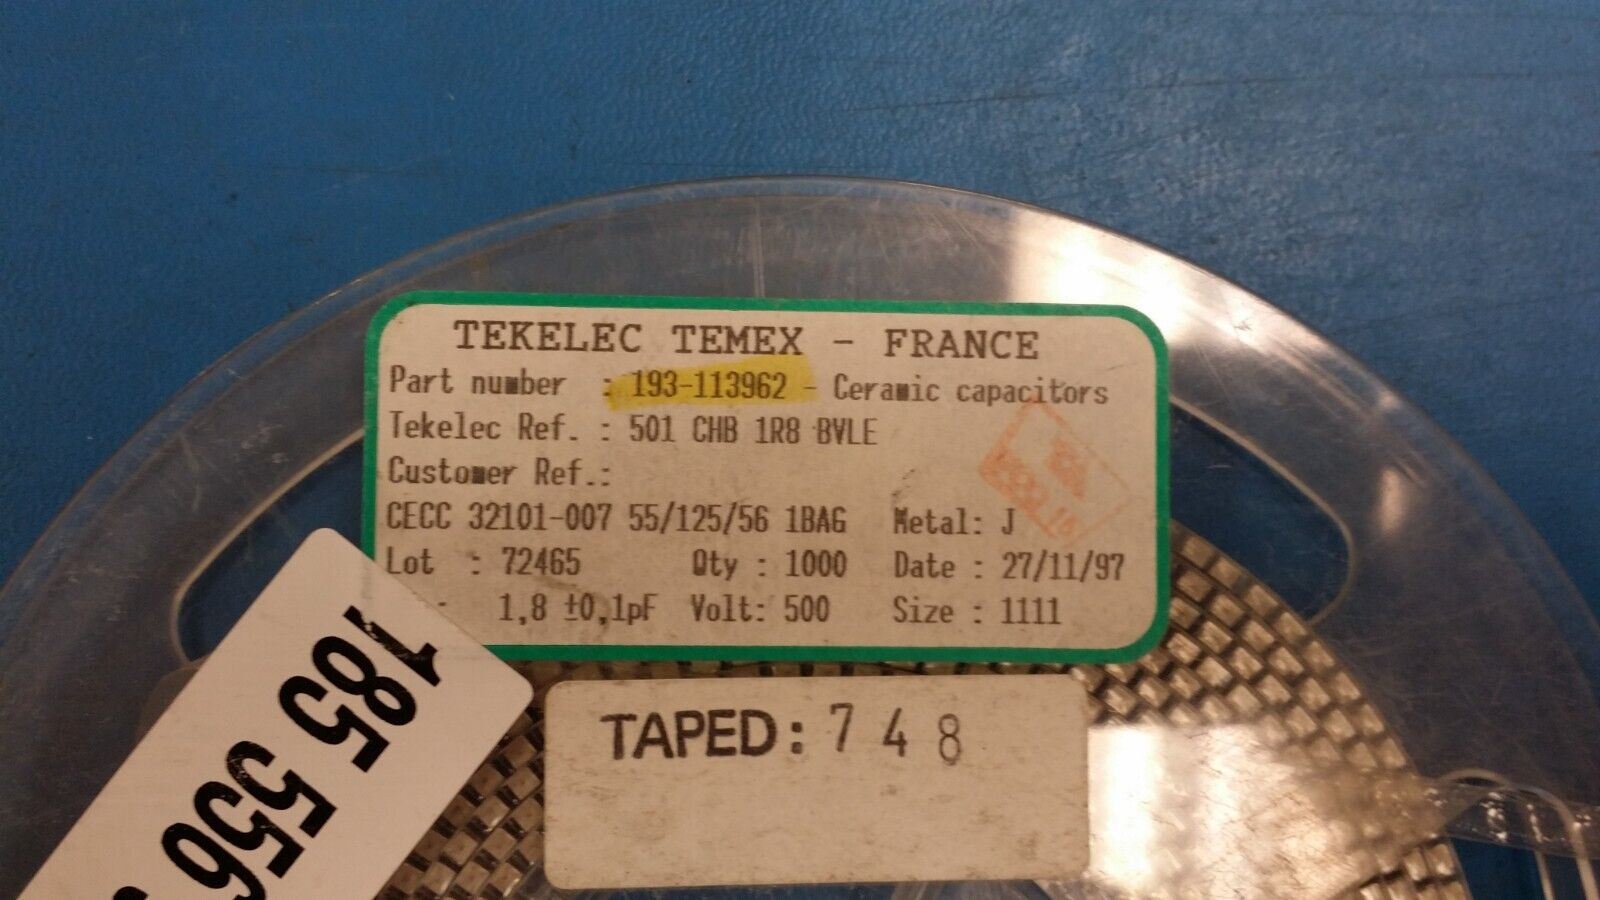 TEKELEC TEMEX - FRANCE
Part number : 193-113962 - Ceramic capacitors
Tekelec Ref. : 501 CHB 1R8 BVLE
Customer Ref.:
CECC 32101-007 55/125/56 1BAG Metal: J
Lot : 72465 Qty : 1000 Date : 27/11/97
1,8 ±0,1pF Volt: 500 Size : 1111
TAPED: 748
185 556